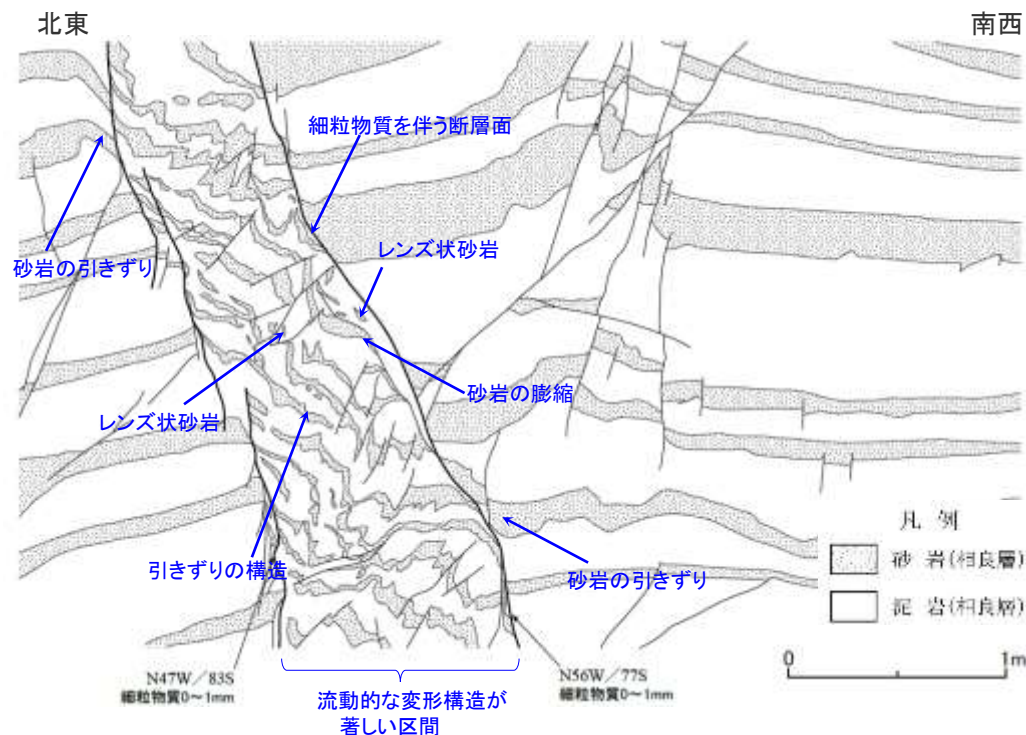 北東
南西
細粒物質を伴う断層面
レンズ状砂岩
砂岩の引きずり
砂岩の膨縮
レンズ状砂岩
引きずりの構造
砂岩の引きずり
凡例
砂岩(相良層)
泥岩(相良層)
0
1m
N47W/83S
細粒物質0~1mm
N56W/77S
細粒物質0~1mm
流動的な変形構造が
著しい区間